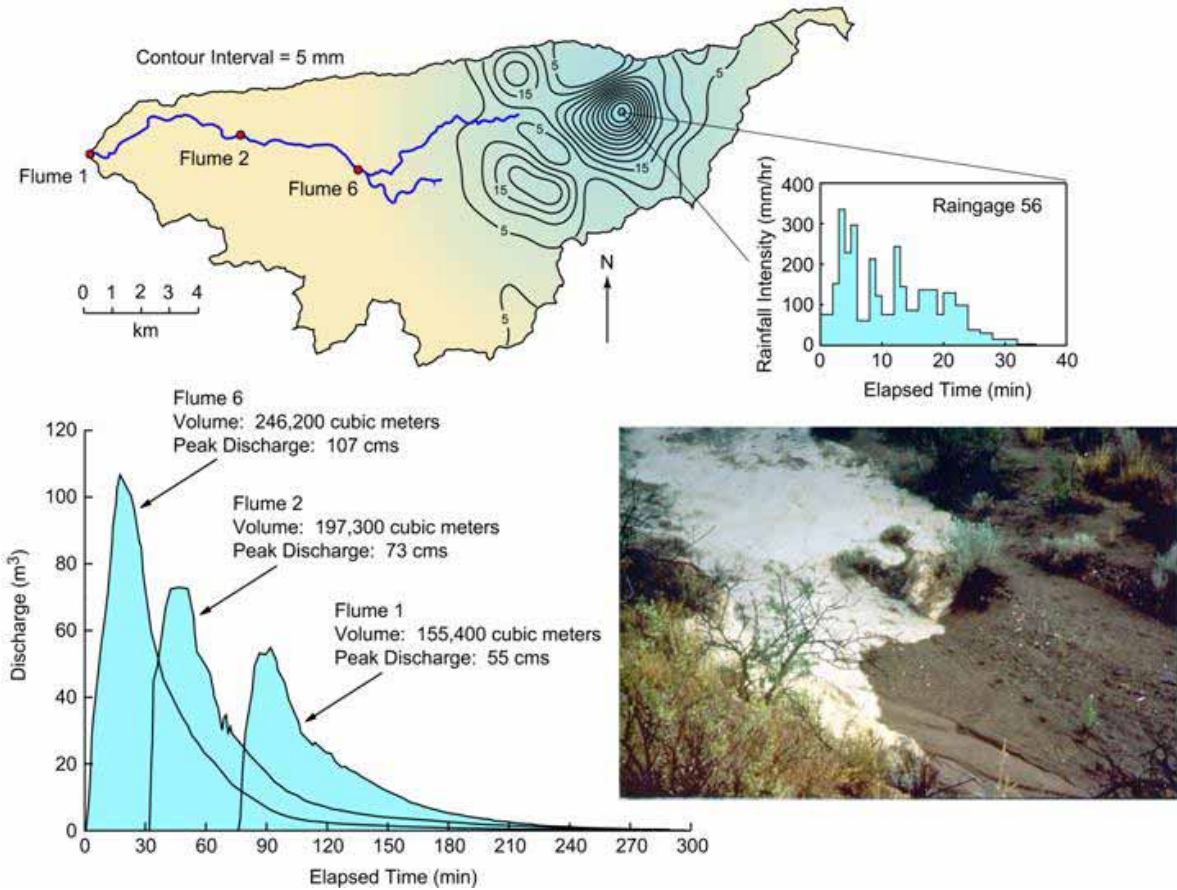 Contour Interval = 5 mm
5
15
5
5
15
15
5
5
5
Flume 1
Flume 2
Flume 6
0 1 2 3 4
km
N
Raingage 56
Rainfall Intensity (mm/hr)
400
300
200
100
0
0 10 20 30 40
Elapsed Time (min)
Flume 6
Volume: 246,200 cubic meters
Peak Discharge: 107 cms
Flume 2
Volume: 197,300 cubic meters
Peak Discharge: 73 cms
Flume 1
Volume: 155,400 cubic meters
Peak Discharge: 55 cms
Discharge (m³)
120
100
80
60
40
20
0
0 30 60 90 120 150 180 210 240 270 300
Elapsed Time (min)